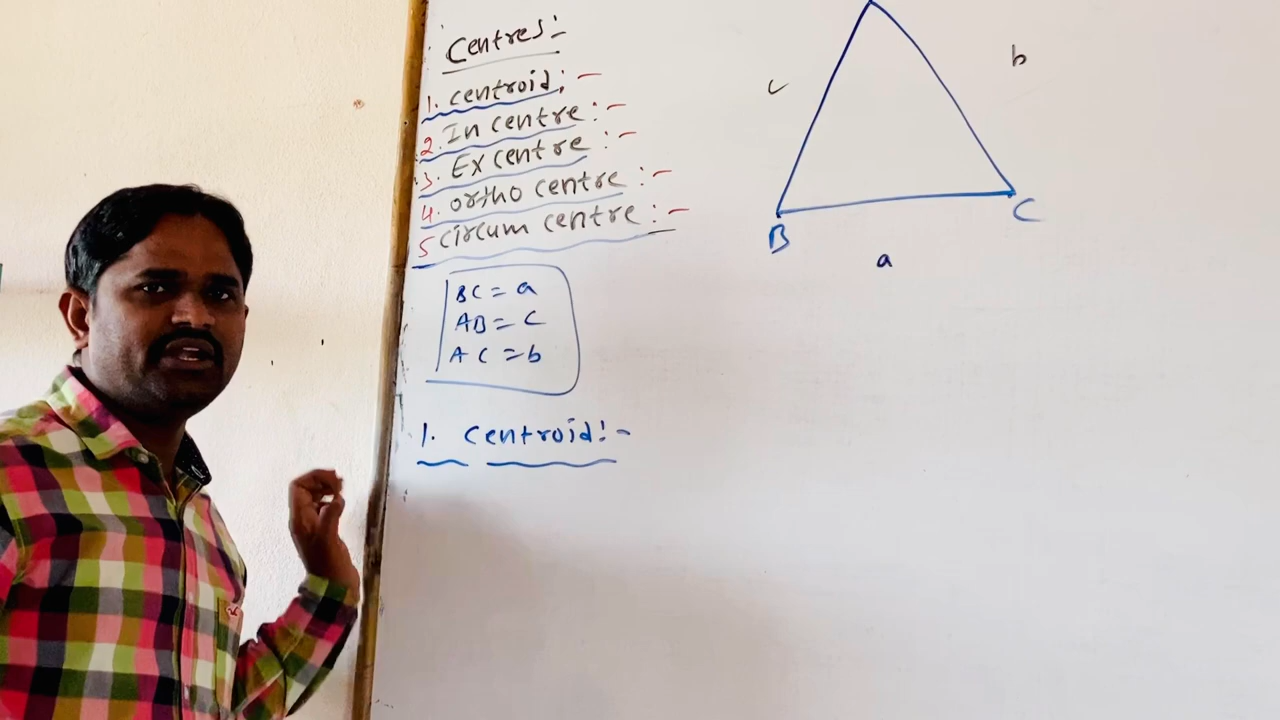 Centres:-
1. centroid:-
2. In centre:-
3. Ex centre:-
4. ortho centre:-
5 circum centre:-
BC = a
AB = c
AC = b
1. Centroid:-
c
b
B
C
a